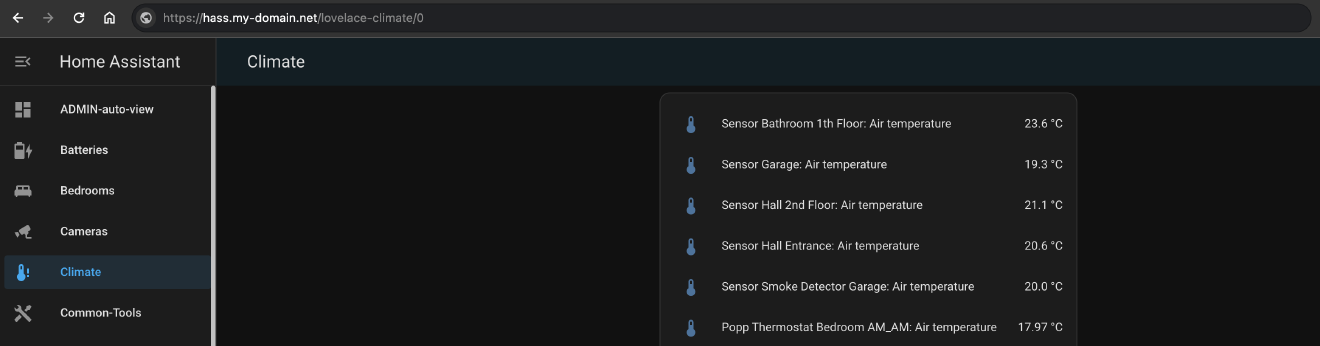 https://hass.my-domain.net/lovelace-climate/0
Home Assistant
Climate
ADMIN-auto-view
Batteries
Bedrooms
Cameras
Climate
Common-Tools
Sensor Bathroom 1th Floor: Air temperature 23.6 °C
Sensor Garage: Air temperature 19.3 °C
Sensor Hall 2nd Floor: Air temperature 21.1 °C
Sensor Hall Entrance: Air temperature 20.6 °C
Sensor Smoke Detector Garage: Air temperature 20.0 °C
Popp Thermostat Bedroom AM_AM: Air temperature 17.97 °C